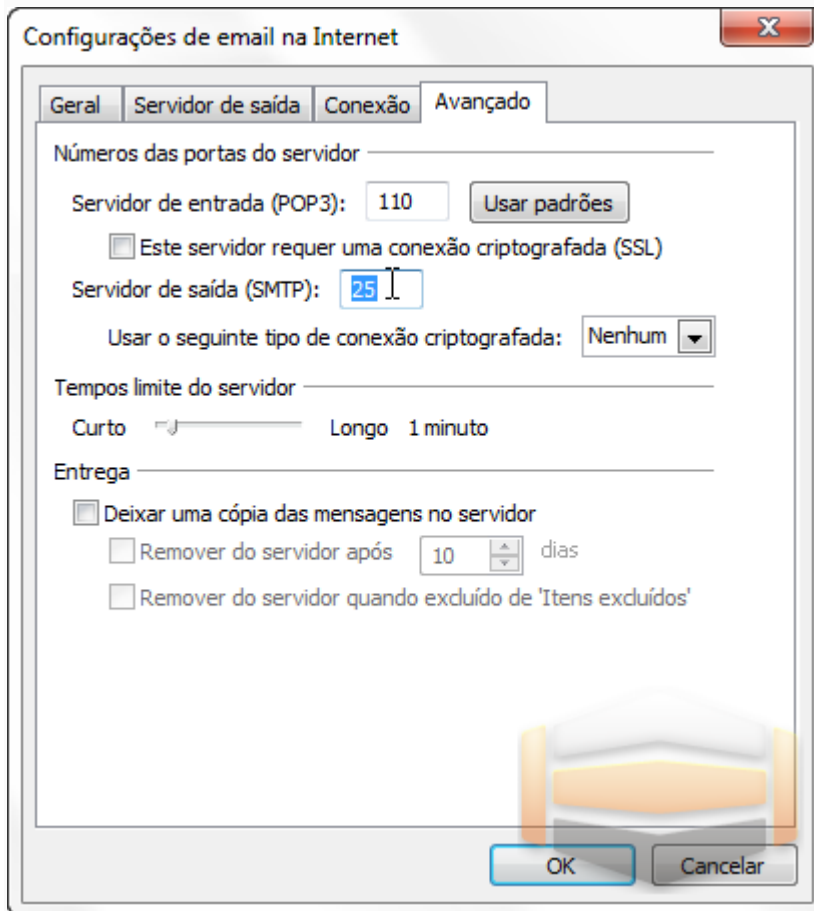 Configurações de email na Internet
Geral Servidor de saída Conexão Avançado
Números das portas do servidor
Servidor de entrada (POP3): 110 Usar padrões
Este servidor requer uma conexão criptografada (SSL)
Servidor de saída (SMTP): 25
Usar o seguinte tipo de conexão criptografada: Nenhum
Tempos limite do servidor
Curto Longo 1 minuto
Entrega
Deixar uma cópia das mensagens no servidor
Remover do servidor após 10 dias
Remover do servidor quando excluído de 'Itens excluídos'
OK Cancelar